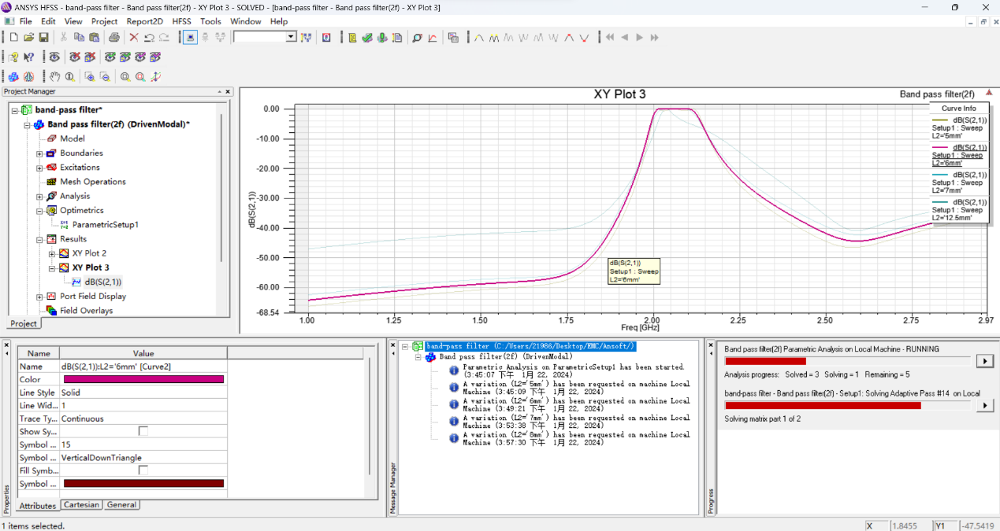 ANSYS HFSS - band-pass filter - Band pass filter(2f) - XY Plot 3 - SOLVED - [band-pass filter - Band pass filter(2f) - XY Plot 3]
File Edit View Project Report2D HFSS Tools Window Help
Project Manager
band-pass filter*
Band pass filter(2f) (DrivenModal)*
Model
Boundaries
Excitations
Mesh Operations
Analysis
Optimetrics
ParametricSetup1
Results
XY Plot 2
XY Plot 3
dB(S(2,1))
Port Field Display
Field Overlays
Project
XY Plot 3
Band pass filter(2f)
Curve Info
dB(S(2,1))
Setup1 : Sweep
L2='5mm'
dB(S(2,1))
Setup1 : Sweep
L2='6mm'
dB(S(2,1))
Setup1 : Sweep
L2='7mm'
dB(S(2,1))
Setup1 : Sweep
L2='12.5mm'
dB(S(2,1))
0.00
-10.00
-20.00
-30.00
-40.00
-50.00
-60.00
-68.54
dB(S(2,1))
Setup1 : Sweep
L2='6mm'
1.00 1.25 1.50 1.75 2.00 2.25 2.50 2.75 2.97
Freq [GHz]
Name Value
Name dB(S(2,1)):L2='6mm' [Curve2]
Color
Line Style Solid
Line Wid... 1
Trace Ty... Continuous
Show Sy...
Symbol ... 15
Symbol ... VerticalDownTriangle
Fill Symb...
Symbol ...
Attributes Cartesian General
Properties
band-pass filter (C:/Users/21986/Desktop/EMC/Ansoft/)
Band pass filter(2f) (DrivenModal)
Parametric Analysis on ParametricSetup1 has been started.
(3:45:07 下午 1月 22, 2024)
A variation (L2='5mm') has been requested on machine Local
Machine (3:45:09 下午 1月 22, 2024)
A variation (L2='6mm') has been requested on machine Local
Machine (3:49:21 下午 1月 22, 2024)
A variation (L2='7mm') has been requested on machine Local
Machine (3:53:38 下午 1月 22, 2024)
A variation (L2='8mm') has been requested on machine Local
Machine (3:57:30 下午 1月 22, 2024)
Message Manager
Band pass filter(2f) Parametric Analysis on Local Machine - RUNNING
Analysis progress: Solved = 3 Solving = 1 Remaining = 5
band-pass filter - Band pass filter(2f) - Setup1: Solving Adaptive Pass #14 on Local
Solving matrix part 1 of 2
Progress
1 items selected.
X 1.8455 Y1 -47.5419